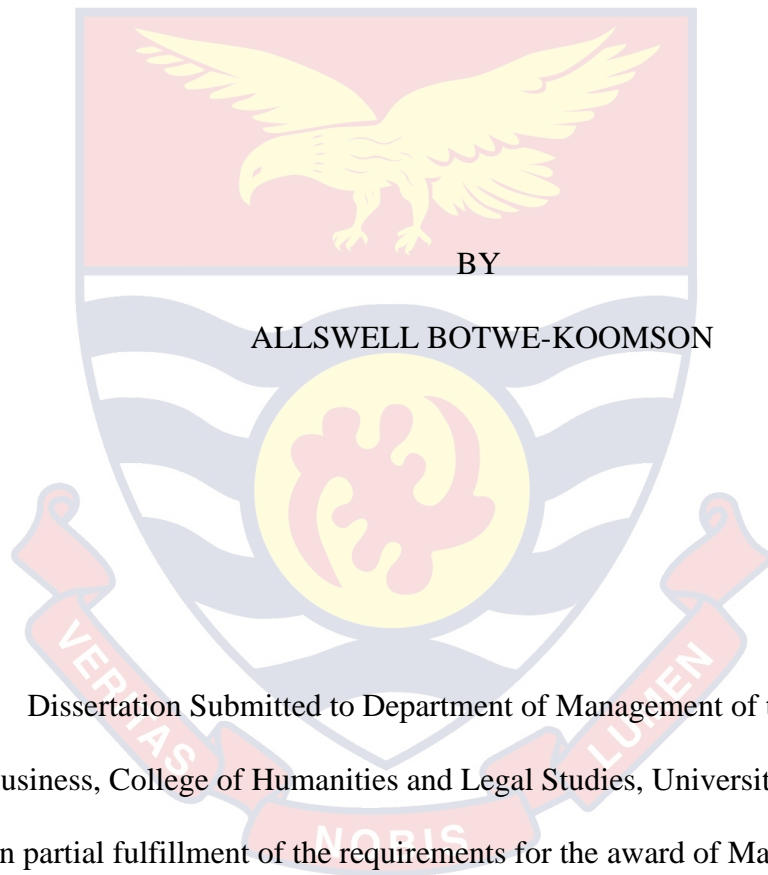 BY
ALLSWELL BOTWE-KOOMSON
Dissertation Submitted to Department of Management of
Business, College of Humanities and Legal Studies,
partial fulfillment of the requirements for the award of
VERITAS
NOBIS
LUMEN